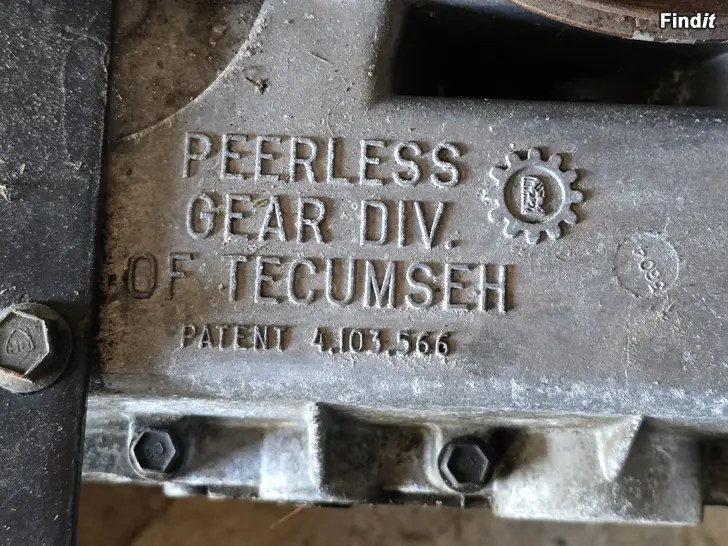 Findit
PEERLESS
GEAR DIV.
OF TECUMSEH
PATENT 4.103.566